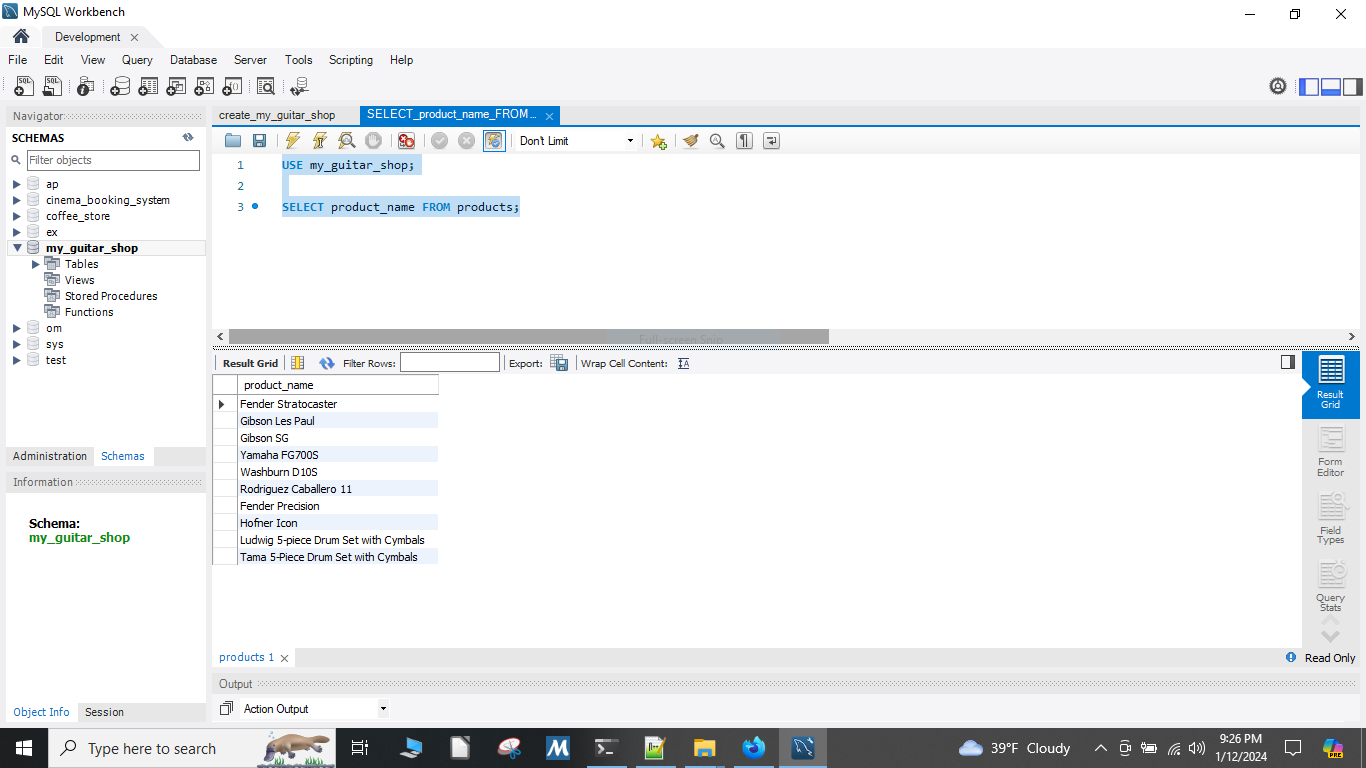 MySQL Workbench
Development
File Edit View Query Database Server Tools Scripting Help
Navigator
SCHEMAS
Filter objects
ap
cinema_booking_system
coffee_store
ex
my_guitar_shop
Tables
Views
Stored Procedures
Functions
om
sys
test
Administration Schemas
Information
Schema:
my_guitar_shop
Object Info Session
create_my_guitar_shop SELECT_product_name_FROM...
Don't Limit
1 USE my_guitar_shop;
2
3 SELECT product_name FROM products;
Result Grid Filter Rows: Export: Wrap Cell Content:
product_name
Fender Stratocaster
Gibson Les Paul
Gibson SG
Yamaha FG700S
Washburn D10S
Rodriguez Caballero 11
Fender Precision
Hofner Icon
Ludwig 5-piece Drum Set with Cymbals
Tama 5-Piece Drum Set with Cymbals
Result
Grid
Form
Editor
Field
Types
Query
Stats
products 1
Read Only
Output
Action Output
Type here to search
39°F Cloudy
9:26 PM
1/12/2024
PRE